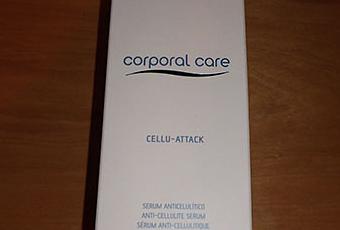 corporal care
CELLU-ATTACK
SERUM ANTICELULÍTICO
ANTI-CELLULITE SERUM
SÉRUM ANTI-CELLULITIQUE